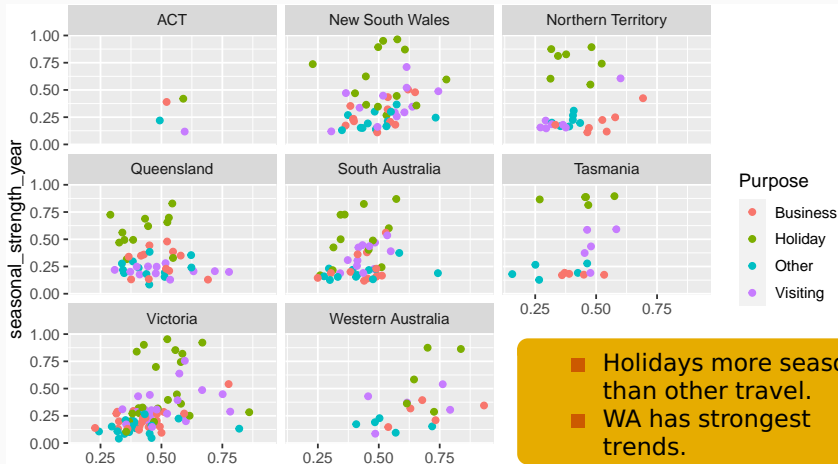 ACT
New South Wales
Northern Territory
1.00
0.75
0.50
0.25
0.00
Queensland
South Australia
Tasmania
1.00
0.75
0.50
0.25
0.00
0.25 0.50 0.75
Victoria
Western Australia
1.00
0.75
0.50
0.25
0.00
0.25 0.50 0.75
0.25 0.50 0.75
seasonal_strength_year
Purpose
Business
Holiday
Other
Visiting
Holidays more
than other travel.
WA has strongest
trends.